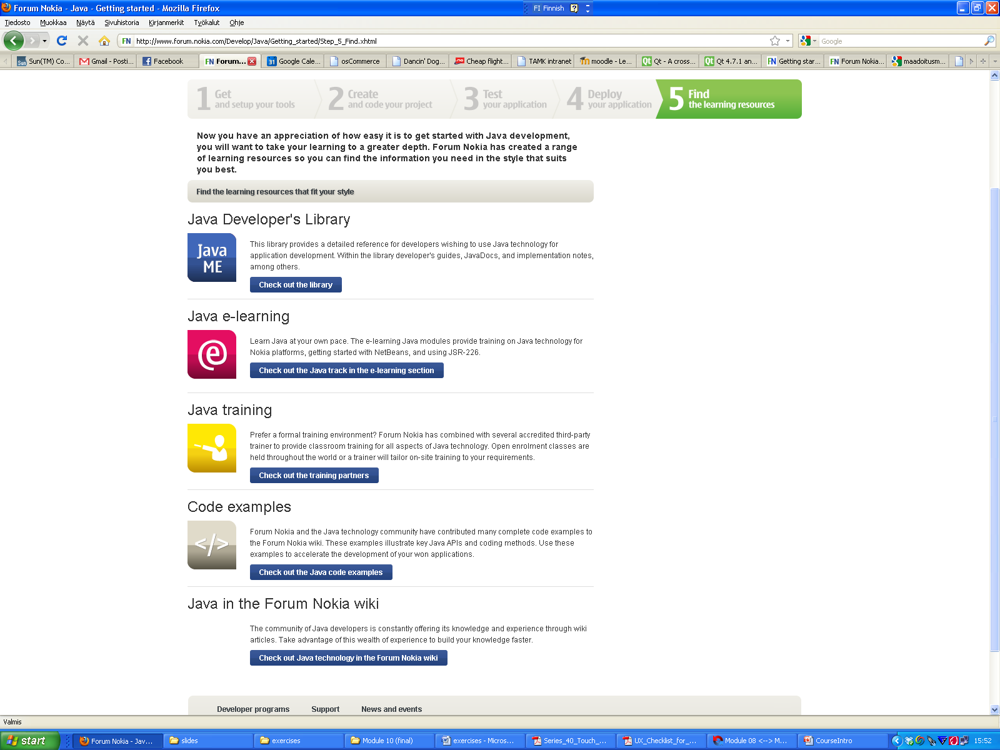 Forum Nokia - Java - Getting started - Mozilla Firefox
FI Finnish
Tiedosto Muokkaa Näytä Sivuhistoria Kirjanmerkit Työkalut Ohje
FN http://www.forum.nokia.com/Develop/Java/Getting_started/Step_5_Find.xhtml
Google
Sun(TM) Co... Gmail - Posti... Facebook FN Forum... 31 Google Cale... osCommerce Dancin' Dog... Cheap flight... TAMK intranet moodle - Le... Qt - A cross... Qt 4.7.1 an... FN Getting star... FN Forum Nokia... maadoitusm...
1 Get and setup your tools
2 Create and code your project
3 Test your application
4 Deploy your application
5 Find the learning resources
Now you have an appreciation of how easy it is to get started with Java development,
you will want to take your learning to a greater depth. Forum Nokia has created a range
of learning resources so you can find the information you need in the style that suits
you best.
Find the learning resources that fit your style
Java Developer's Library
Java
ME
This library provides a detailed reference for developers wishing to use Java technology for
application development. Within the library developer's guides, JavaDocs, and implementation notes,
among others.
Check out the library
Java e-learning
Learn Java at your own pace. The e-learning Java modules provide training on Java technology for
Nokia platforms, getting started with NetBeans, and using JSR-226.
Check out the Java track in the e-learning section
Java training
Prefer a formal training environment? Forum Nokia has combined with several accredited third-party
trainer to provide classroom training for all aspects of Java technology. Open enrolment classes are
held throughout the world or a trainer will tailor on-site training to your requirements.
Check out the training partners
Code examples
</>
Forum Nokia and the Java technology community have contributed many complete code examples to
the Forum Nokia wiki. These examples illustrate key Java APIs and coding methods. Use these
examples to accelerate the development of your won applications.
Check out the Java code examples
Java in the Forum Nokia wiki
The community of Java developers is constantly offering its knowledge and experience through wiki
articles. Take advantage of this wealth of experience to build your knowledge faster.
Check out Java technology in the Forum Nokia wiki
Developer programs Support News and events
Valmis
start Forum Nokia - Jav... slides exercises Module 10 (final) exercises - Micros... Series_40_Touch_... UX_Checklist_for_... Module 08 <--> M... CourseIntro 15:52